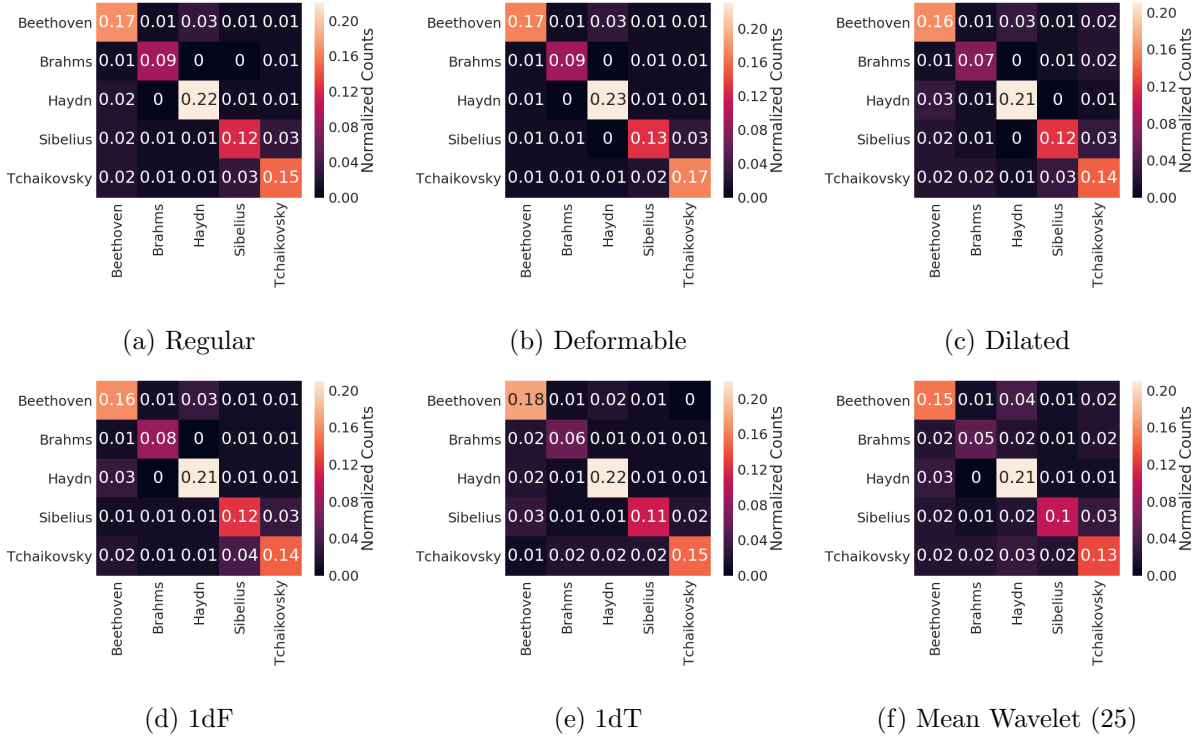 Beethoven 0.17 0.01 0.03 0.01 0.01
Brahms 0.01 0.09 0 0 0.01
Haydn 0.02 0 0.22 0.01 0.01
Sibelius 0.02 0.01 0.01 0.12 0.03
Tchaikovsky 0.02 0.01 0.01 0.03 0.15
Beethoven Brahms Haydn Sibelius Tchaikovsky
0.20 0.16 0.12 0.08 0.04 0.00
Normalized Counts
(a) Regular
Beethoven 0.17 0.01 0.02 0.01 0.01
Brahms 0.01 0.09 0 0.01 0.01
Haydn 0.01 0 0.23 0.01 0.01
Sibelius 0.01 0.01 0 0.13 0.03
Tchaikovsky 0.01 0.01 0.01 0.02 0.17
Beethoven Brahms Haydn Sibelius Tchaikovsky
0.20 0.16 0.12 0.08 0.04 0.00
Normalized Counts
(b) Deformable
Beethoven 0.16 0.01 0.03 0.01 0.02
Brahms 0.01 0.07 0 0.01 0.02
Haydn 0.03 0.01 0.21 0 0.01
Sibelius 0.02 0.01 0 0.12 0.03
Tchaikovsky 0.02 0.02 0.01 0.03 0.14
Beethoven Brahms Haydn Sibelius Tchaikovsky
0.20 0.16 0.12 0.08 0.04 0.00
Normalized Counts
(c) Dilated
Beethoven 0.16 0.01 0.03 0.01 0.01
Brahms 0.01 0.08 0 0.01 0.01
Haydn 0.03 0 0.21 0.01 0.01
Sibelius 0.01 0.01 0.01 0.12 0.03
Tchaikovsky 0.02 0.01 0.01 0.04 0.14
Beethoven Brahms Haydn Sibelius Tchaikovsky
0.20 0.16 0.12 0.08 0.04 0.00
Normalized Counts
(d) 1dF
Beethoven 0.18 0.01 0.02 0.01 0
Brahms 0.02 0.06 0.01 0.01 0.01
Haydn 0.02 0.01 0.22 0.01 0.01
Sibelius 0.03 0.01 0.01 0.11 0.02
Tchaikovsky 0.01 0.02 0.02 0.02 0.15
Beethoven Brahms Haydn Sibelius Tchaikovsky
0.20 0.16 0.12 0.08 0.04 0.00
Normalized Counts
(e) 1dT
Beethoven 0.15 0.01 0.04 0.01 0.02
Brahms 0.02 0.05 0.02 0.01 0.02
Haydn 0.03 0 0.21 0.01 0.01
Sibelius 0.02 0.01 0.02 0.1 0.03
Tchaikovsky 0.02 0.02 0.03 0.02 0.13
Beethoven Brahms Haydn Sibelius Tchaikovsky
0.20 0.16 0.12 0.08 0.04 0.00
Normalized Counts
(f) Mean Wavelet (25)